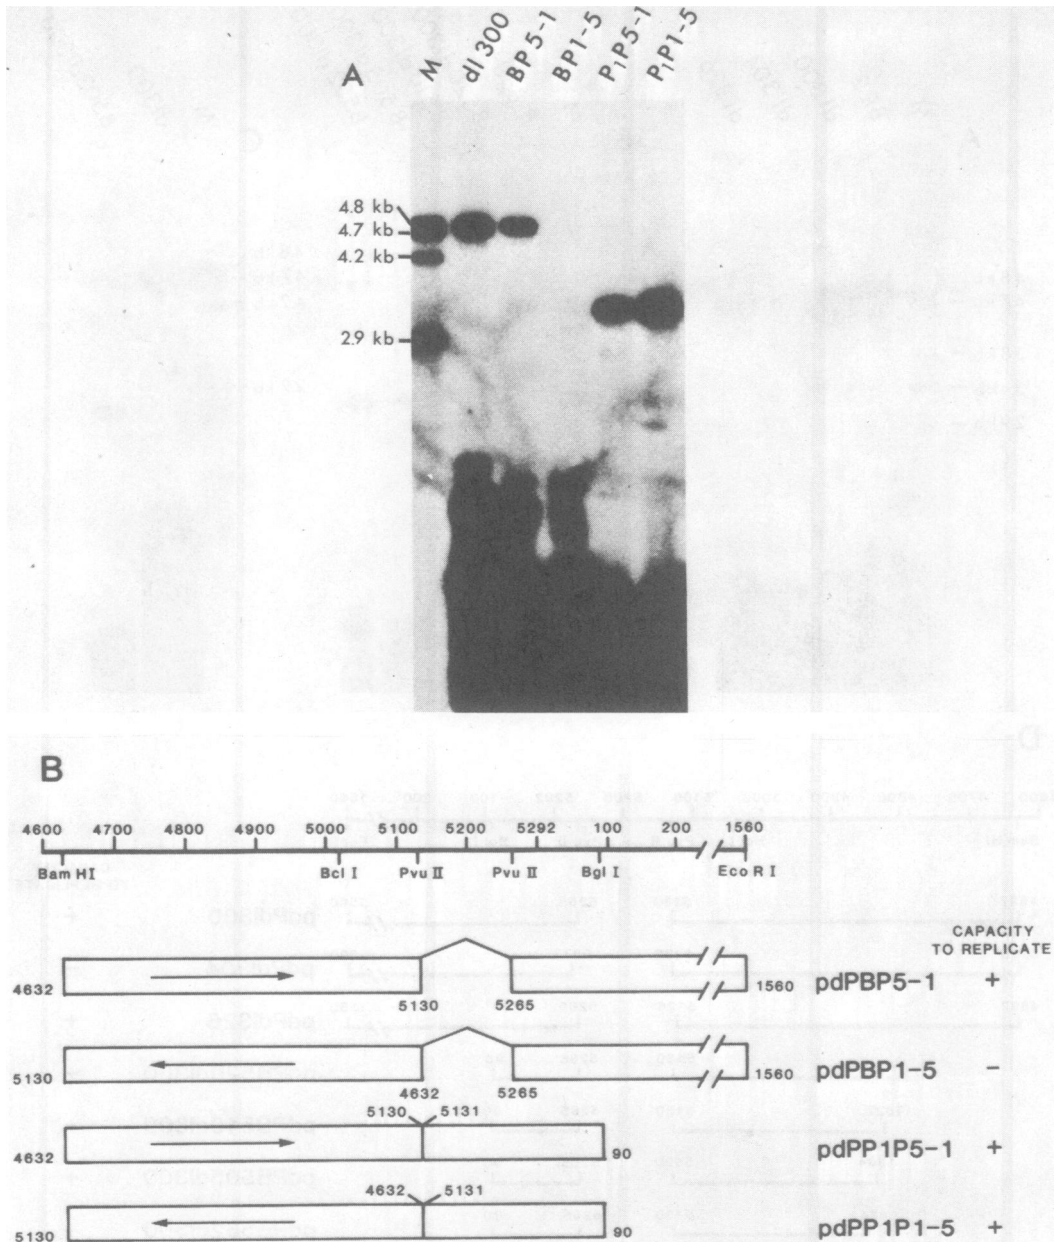 A
M
dl 300
BP5-1
BP1-5
P1P5-1
P1P1-5
4.8 kb
4.7 kb
4.2 kb
2.9 kb
B
4600 4700 4800 4900 5000 5100 5200 5292 100 200 1560
Bam HI Bcl I Pvu II Pvu II Bgl I Eco R I
CAPACITY
TO REPLICATE
4632 5130 5265 1560 pdPBP5-1 +
5130 4632 5265 1560 pdPBP1-5 -
5130 5131
4632 90 pdPP1P5-1 +
4632 5131
5130 90 pdPP1P1-5 +